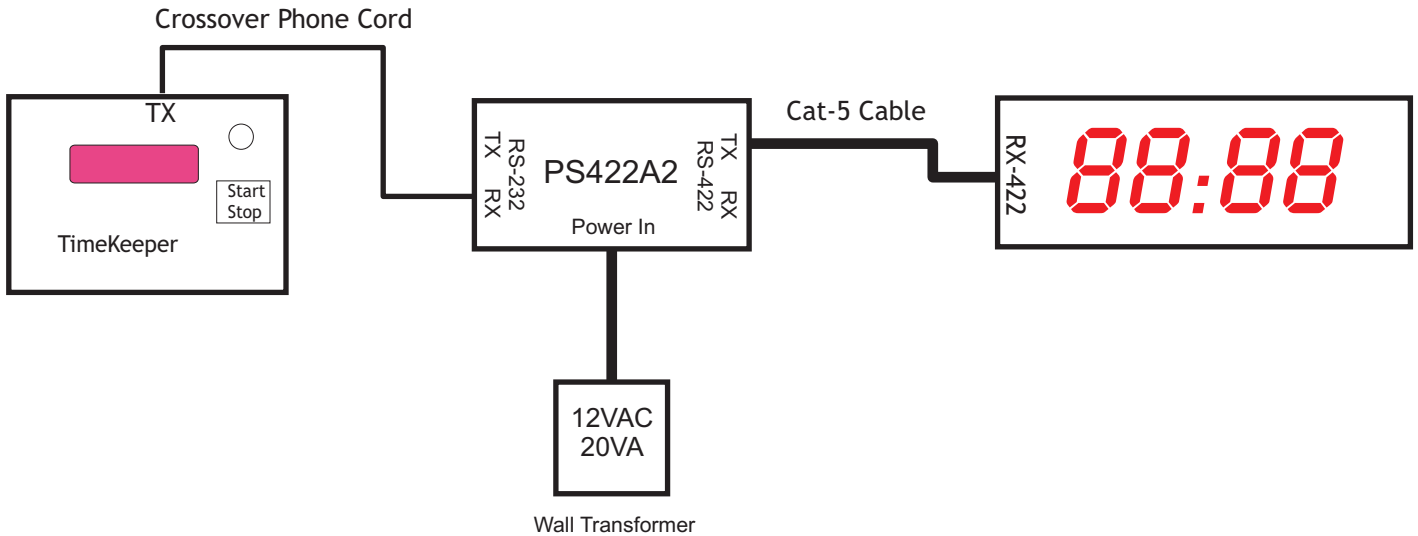 Crossover Phone Cord
TX
Start
Stop
TimeKeeper
TX RX
RS-232
PS422A2
Power In
TX RX
RS-422
Cat-5 Cable
RX-422
88:88
12VAC
20VA
Wall Transformer